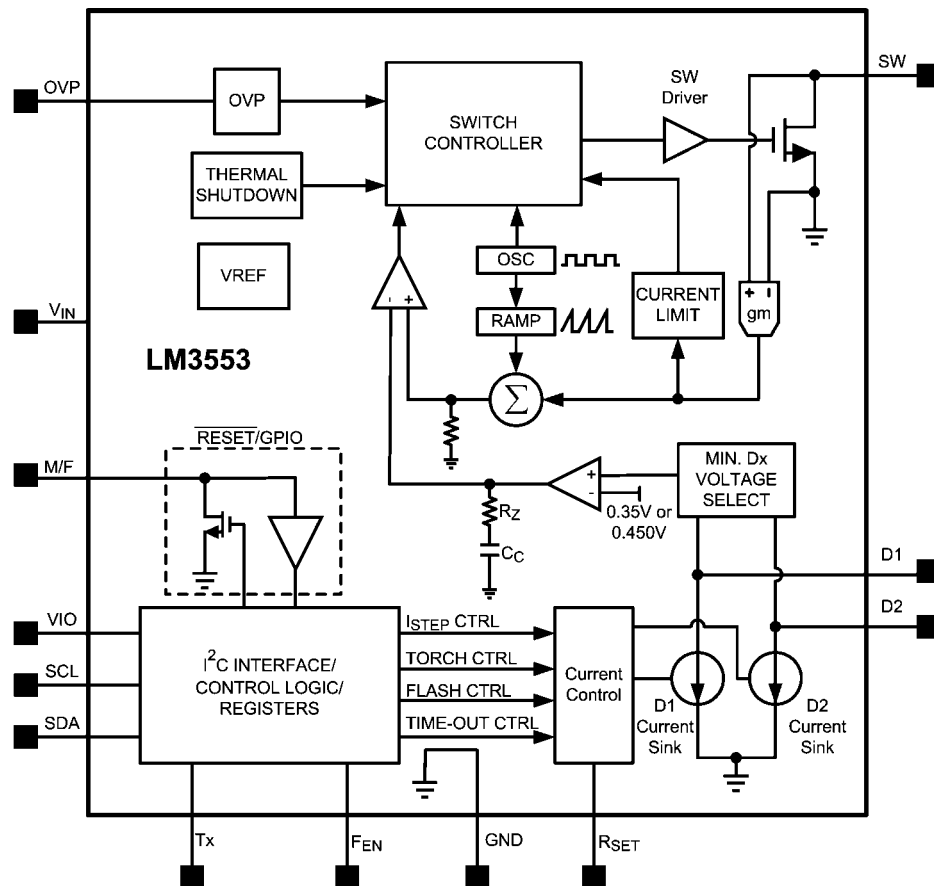 OVP
OVP
SWITCH
CONTROLLER
SW
Driver
SW
THERMAL
SHUTDOWN
VREF
OSC
RAMP
CURRENT
LIMIT
+ -
gm
- +
Σ
VIN
LM3553
RESET/GPIO
M/F
MIN. Dx
VOLTAGE
SELECT
+
-
0.35V or
0.450V
RZ
CC
D1
D2
VIO
SCL
SDA
I²C INTERFACE/
CONTROL LOGIC/
REGISTERS
ISTEP CTRL
TORCH CTRL
FLASH CTRL
TIME-OUT CTRL
Current
Control
D1
Current
Sink
D2
Current
Sink
Tx
FEN
GND
RSET